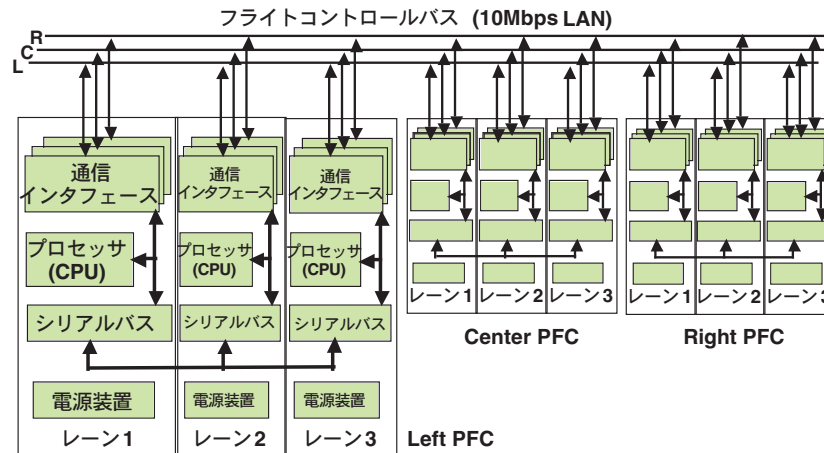 フライトコントロールバス (10Mbps LAN)
R
C
L
通信
インタフェース
通信
インタフェース
通信
インタフェース
プロセッサ
(CPU)
プロセッサ
(CPU)
プロセッサ
(CPU)
シリアルバス
シリアルバス
シリアルバス
電源装置
電源装置
電源装置
レーン1
レーン2
レーン3
Left PFC
レーン1
レーン2
レーン3
Center PFC
レーン1
レーン2
レーン3
Right PFC